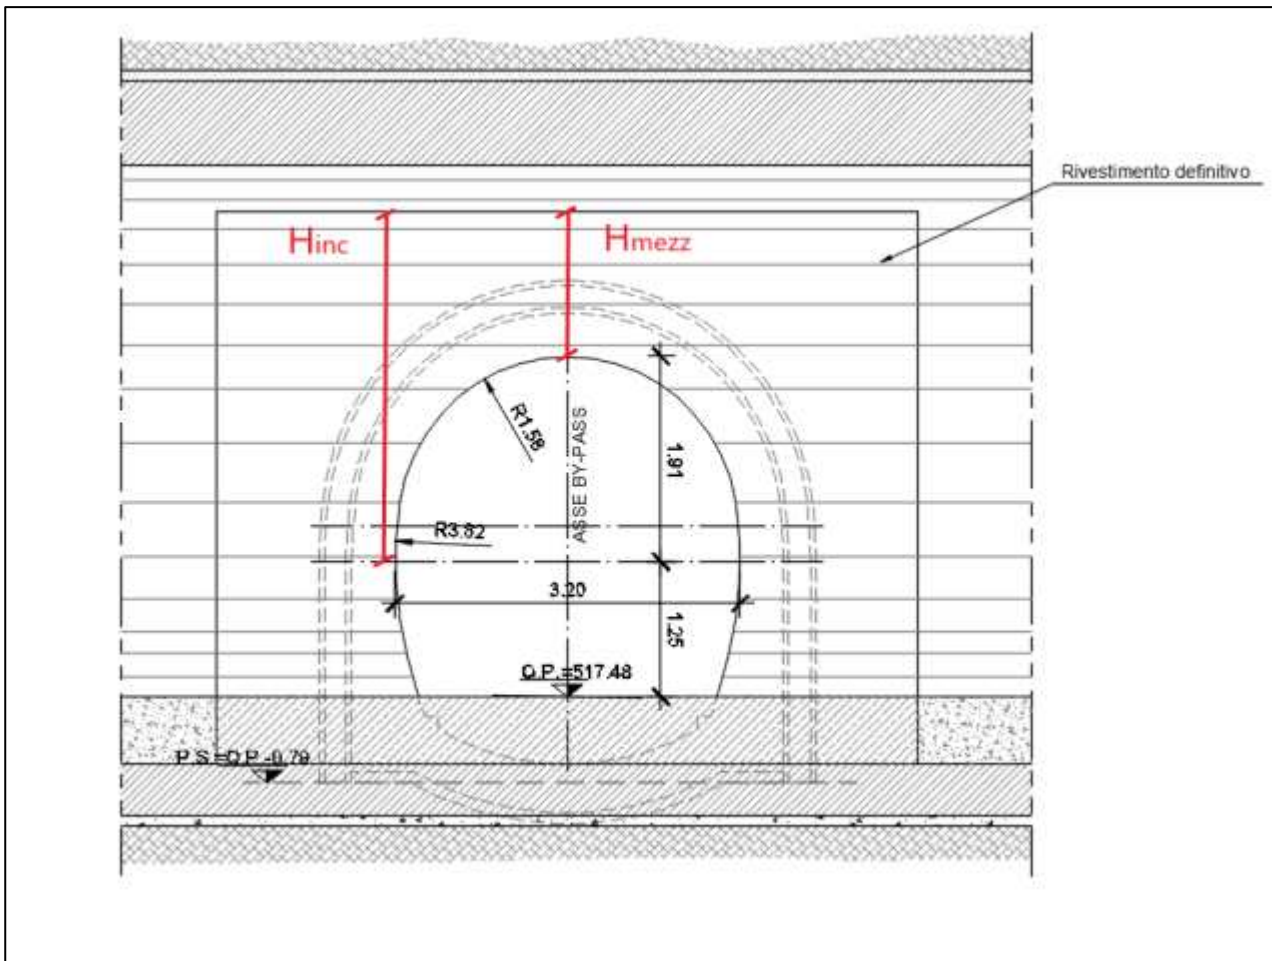 Rivestimento definitivo
Hinc
Hmezz
R1.58
ASSE BY-PASS
1.91
R3.82
3.20
1.25
Q.P.=517.48
P.S.=Q.P.-0.79